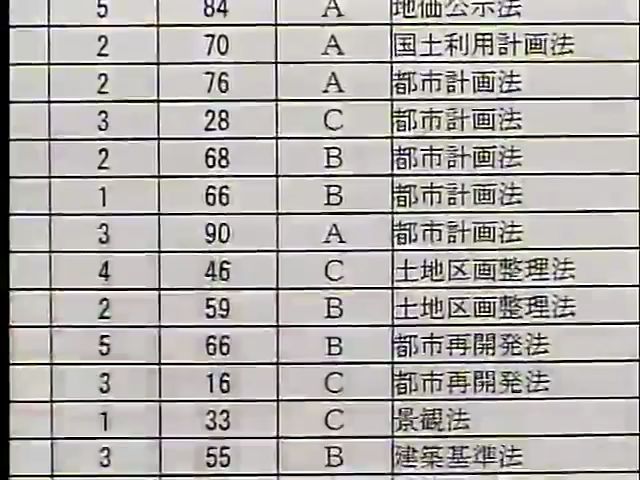 5 84 A 地価公示法
2 70 A 国土利用計画法
2 76 A 都市計画法
3 28 C 都市計画法
2 68 B 都市計画法
1 66 B 都市計画法
3 90 A 都市計画法
4 46 C 土地区画整理法
2 59 B 土地区画整理法
5 66 B 都市再開発法
3 16 C 都市再開発法
1 33 C 景観法
3 55 B 建築基準法